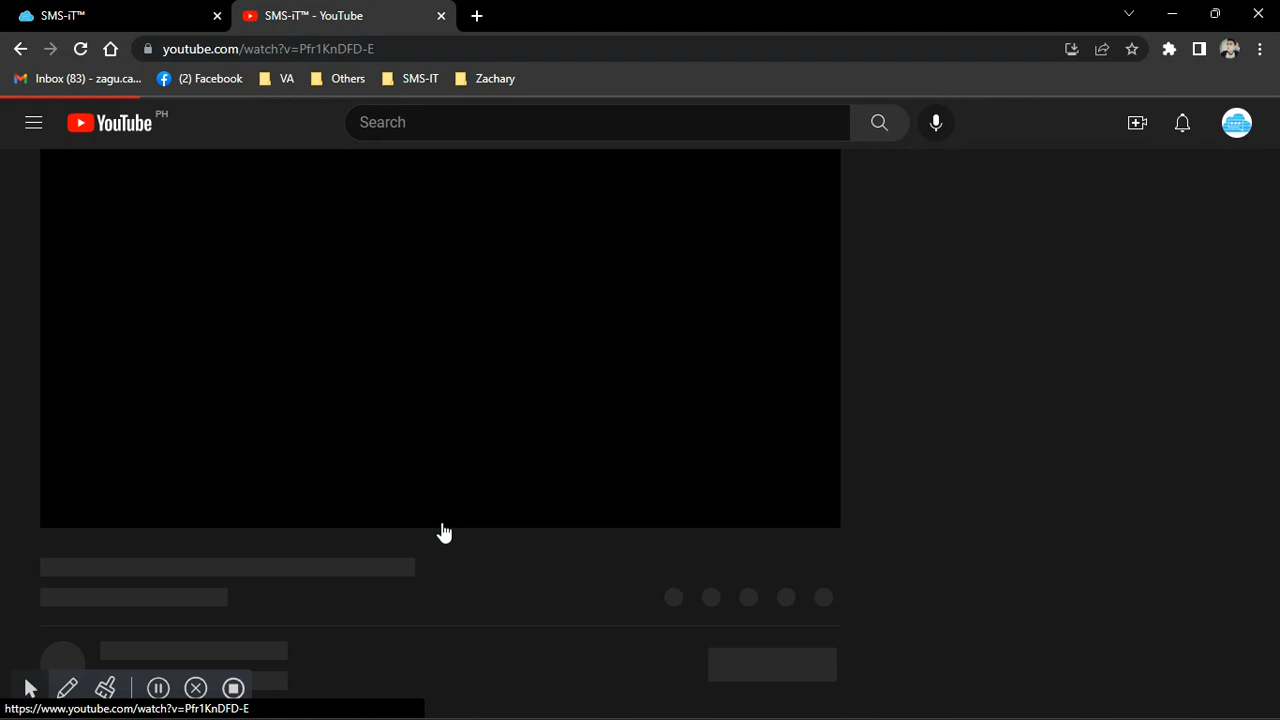 SMS-iT™
SMS-iT™ - YouTube
youtube.com/watch?v=Pfr1KnDFD-E
Inbox (83) - zagu.ca...
(2) Facebook
VA
Others
SMS-IT
Zachary
YouTube PH
Search
https://www.youtube.com/watch?v=Pfr1KnDFD-E